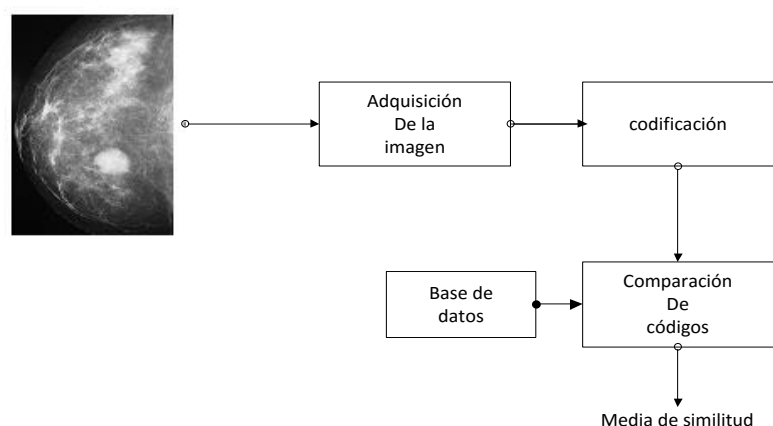 Adquisición
De la
imagen
codificación
Base de
datos
Comparación
De
códigos
Media de similitud